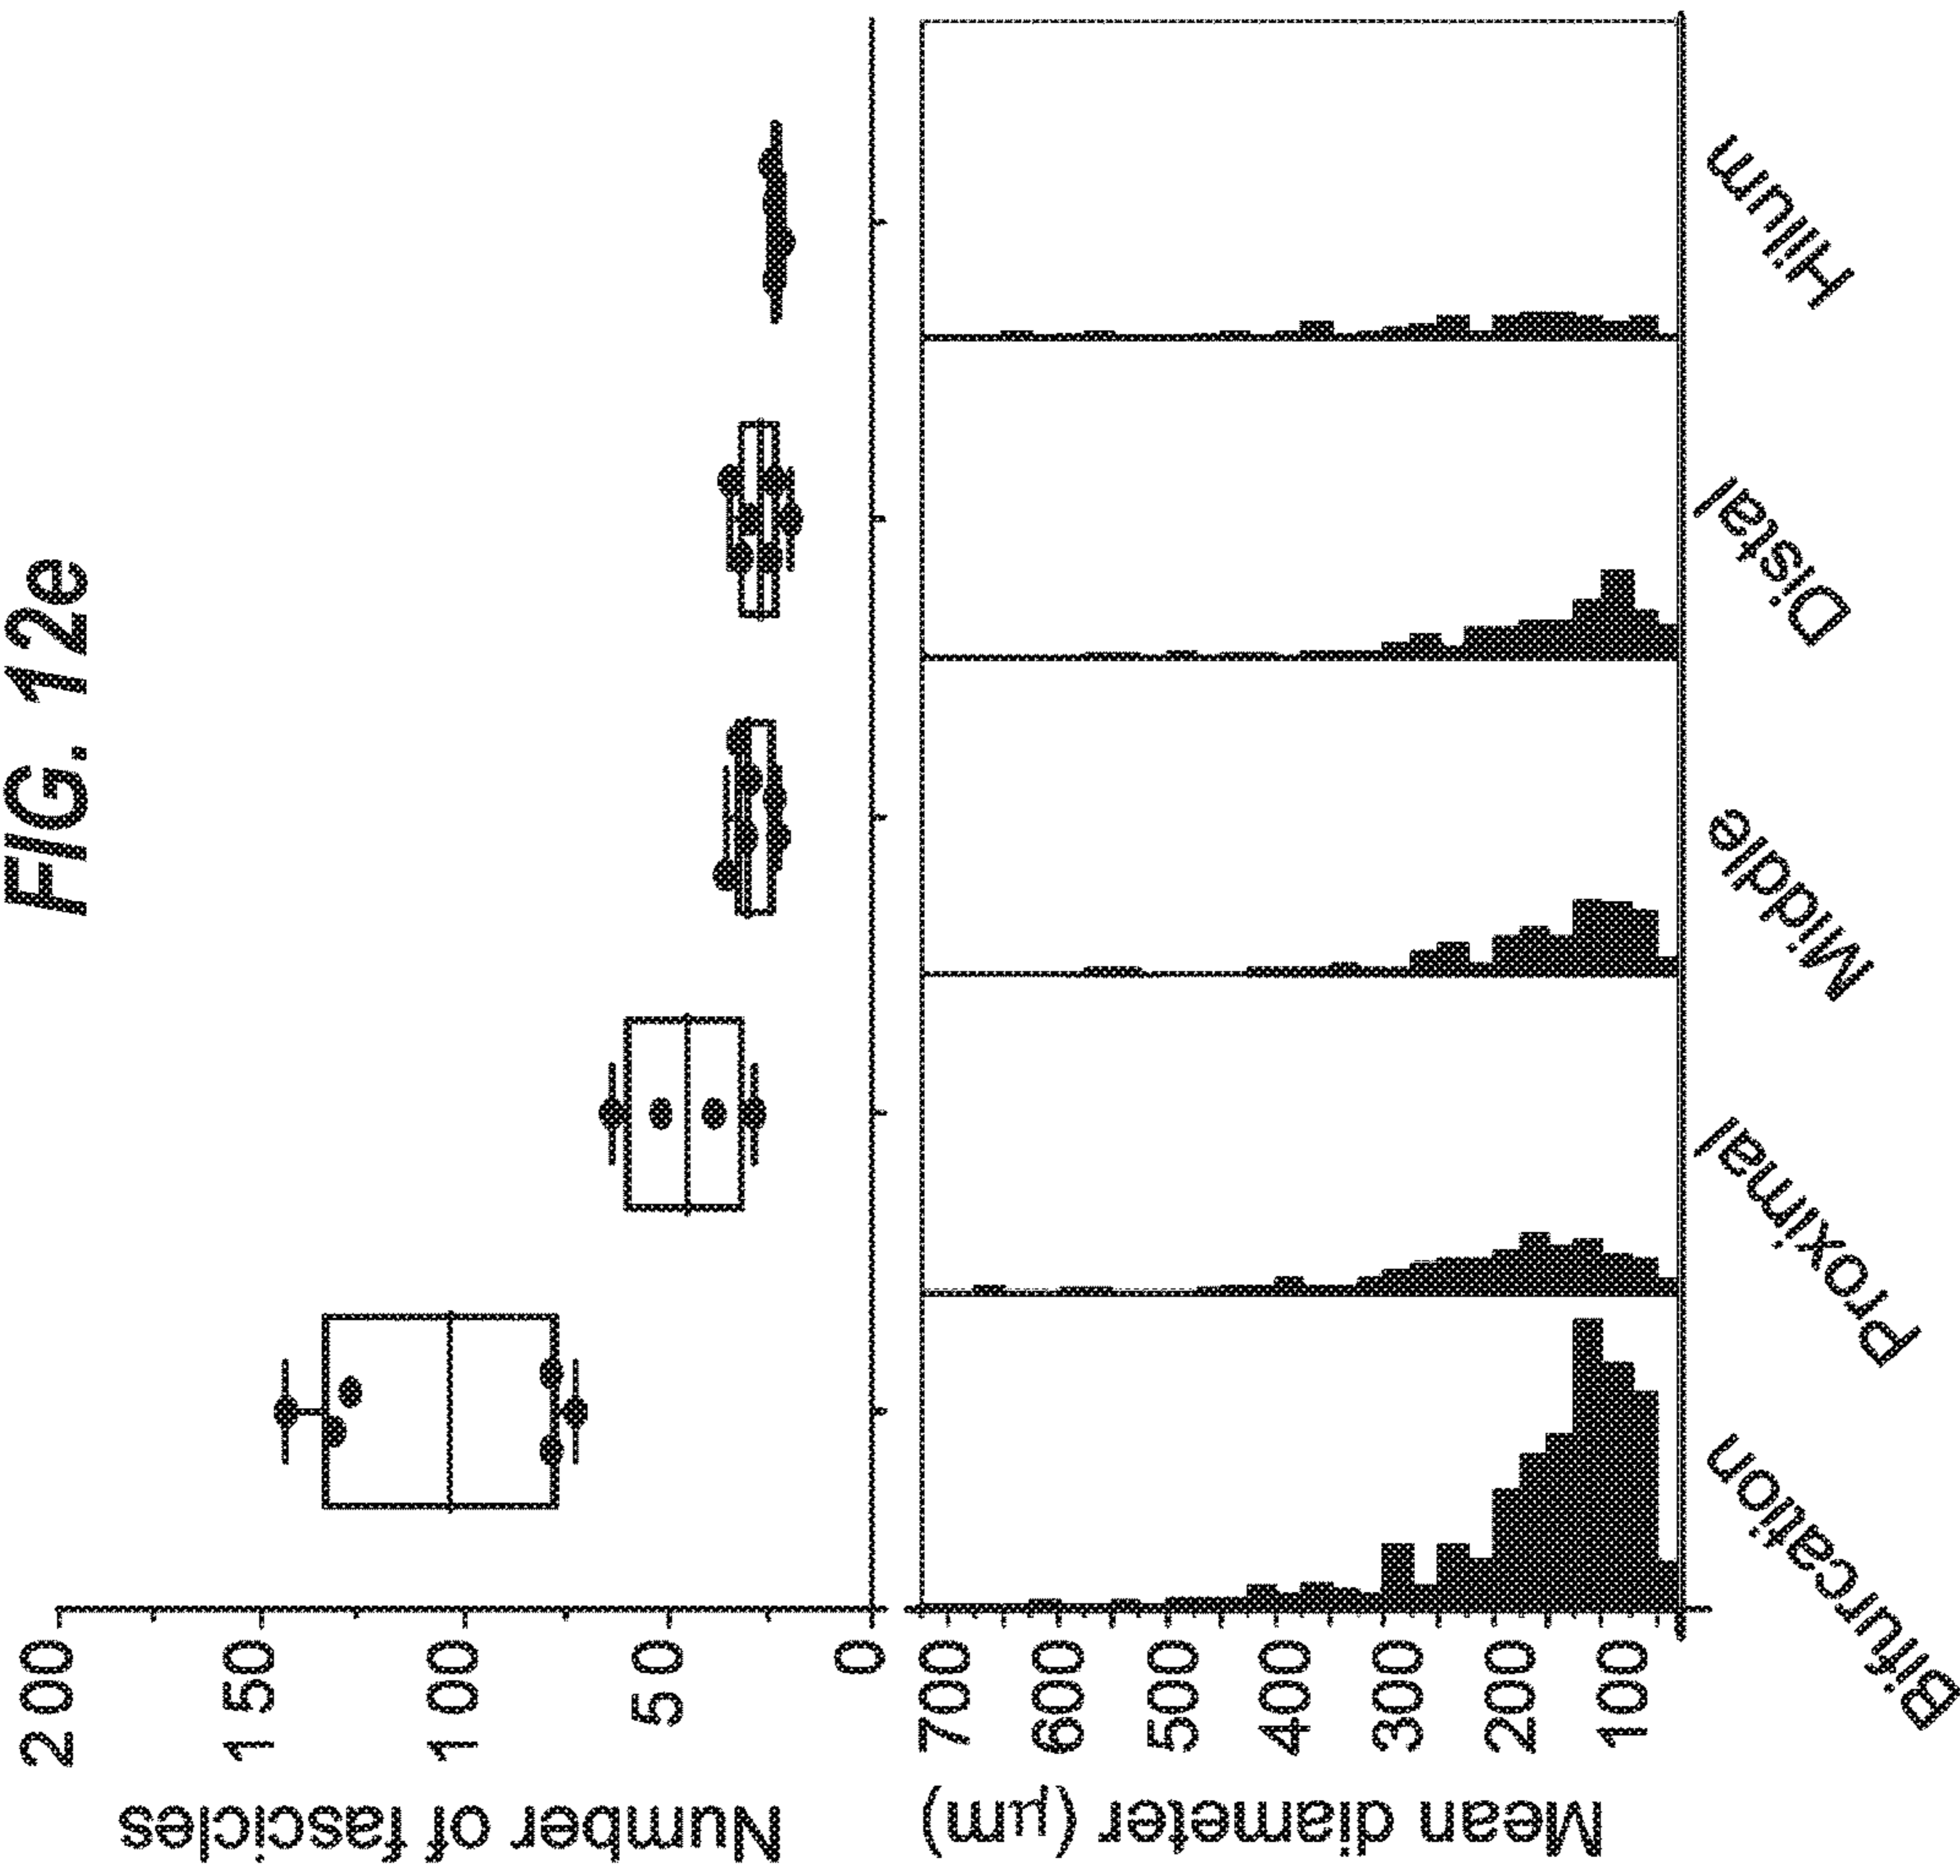 FIG. 12e
Number of fascicles
200
150
100
50
0
Mean diameter (µm)
700
600
500
400
300
200
100
Bifurcation
Proximal
Middle
Distal
Hilum